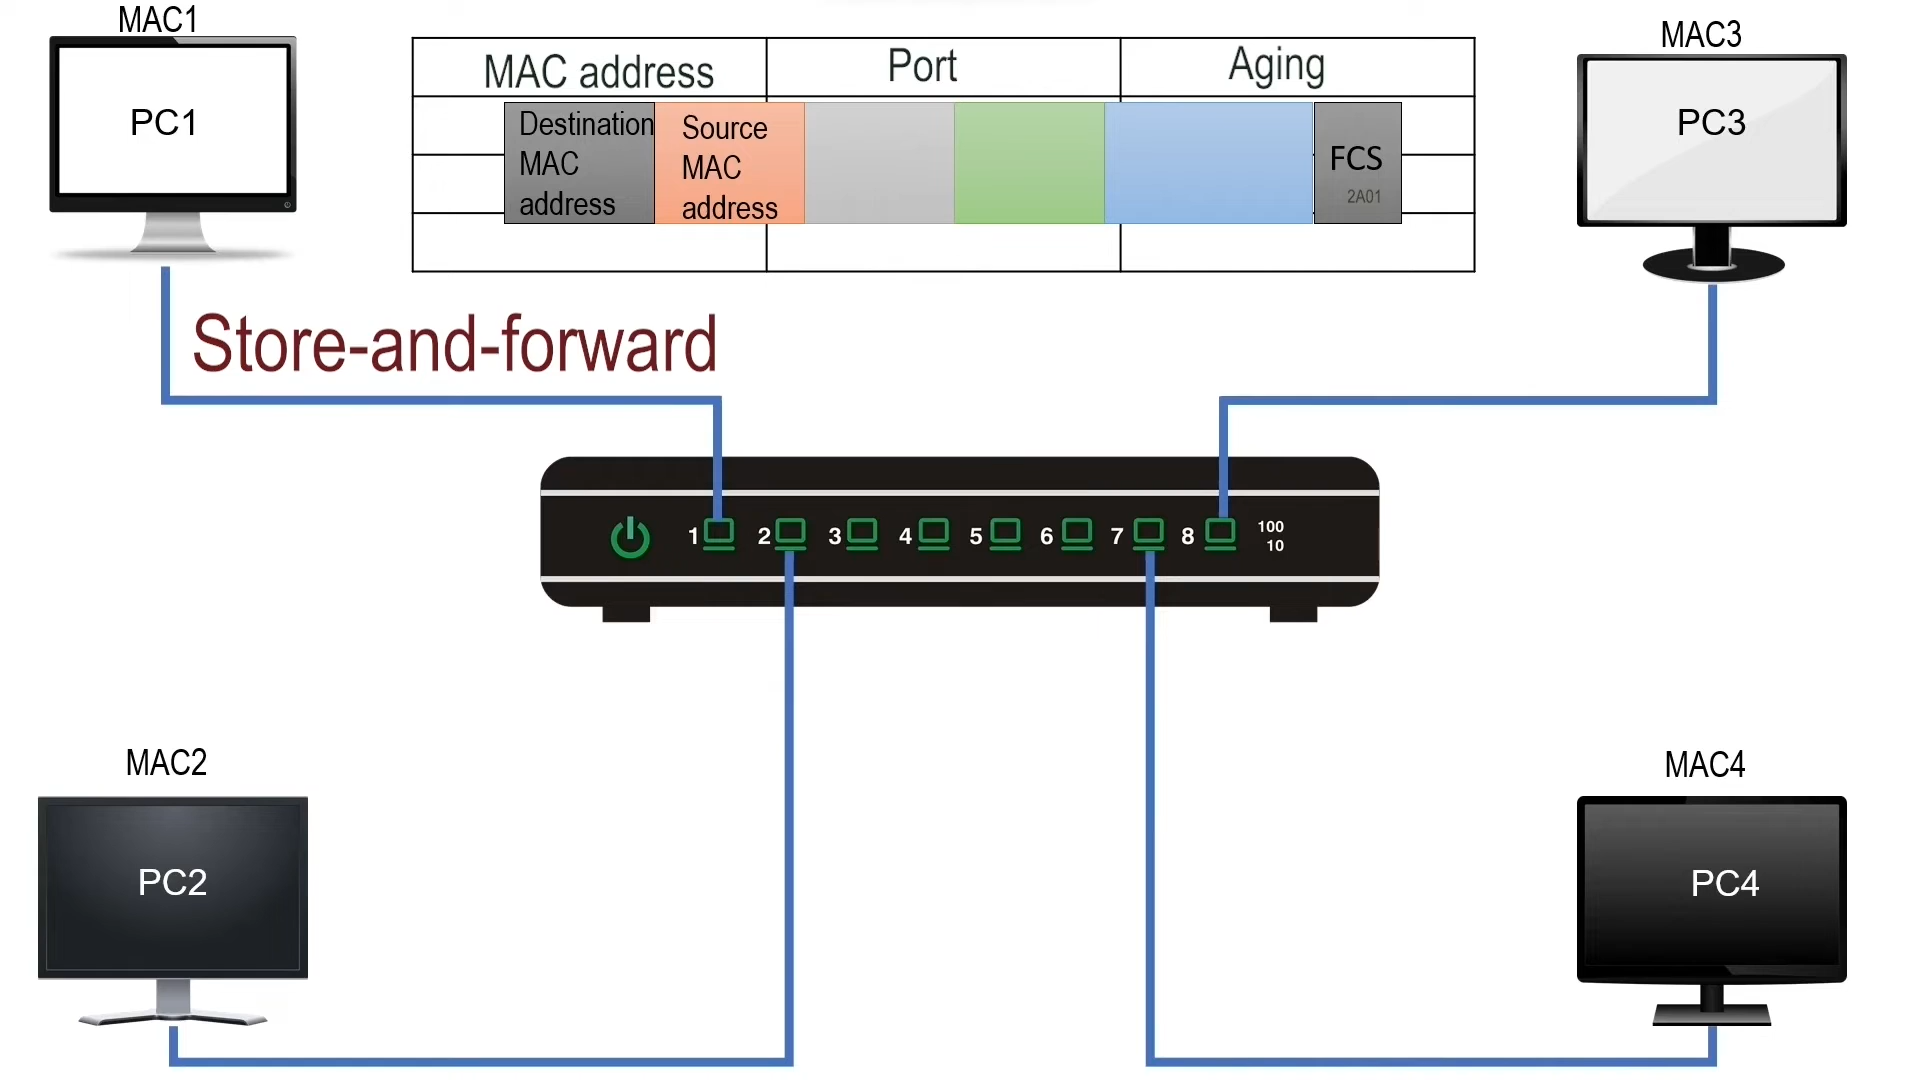 MAC1
MAC3
PC1
PC3
MAC address
Port
Aging
Destination
MAC
address
Source
MAC
address
FCS
2A01
Store-and-forward
1 2 3 4 5 6 7 8
100
10
MAC2
MAC4
PC2
PC4